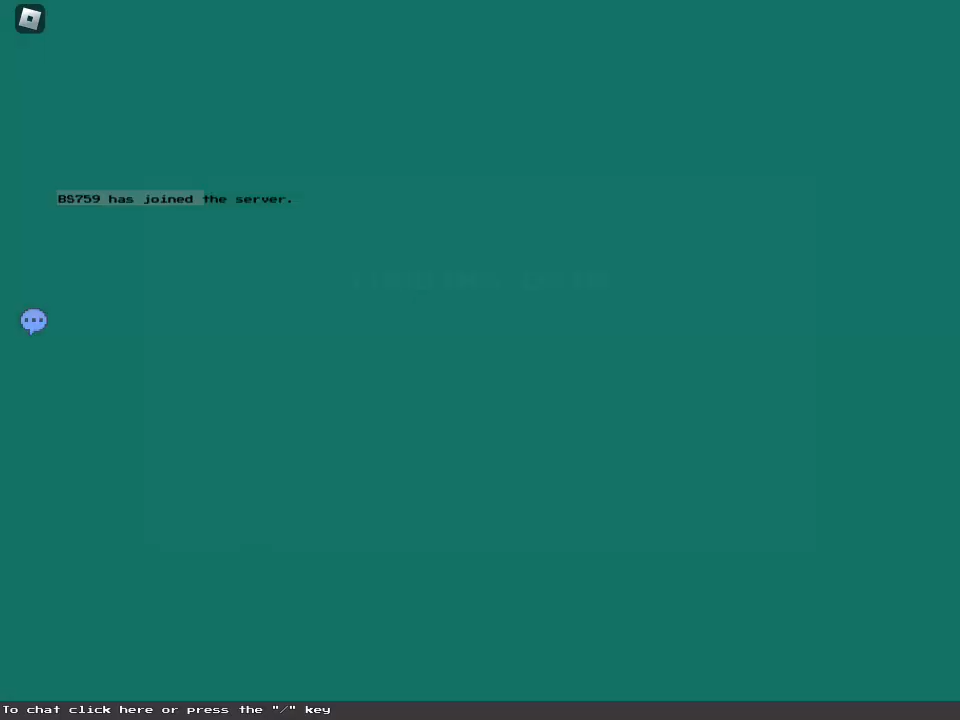 BS759 has joined the server.
To chat click here or press the "/" key